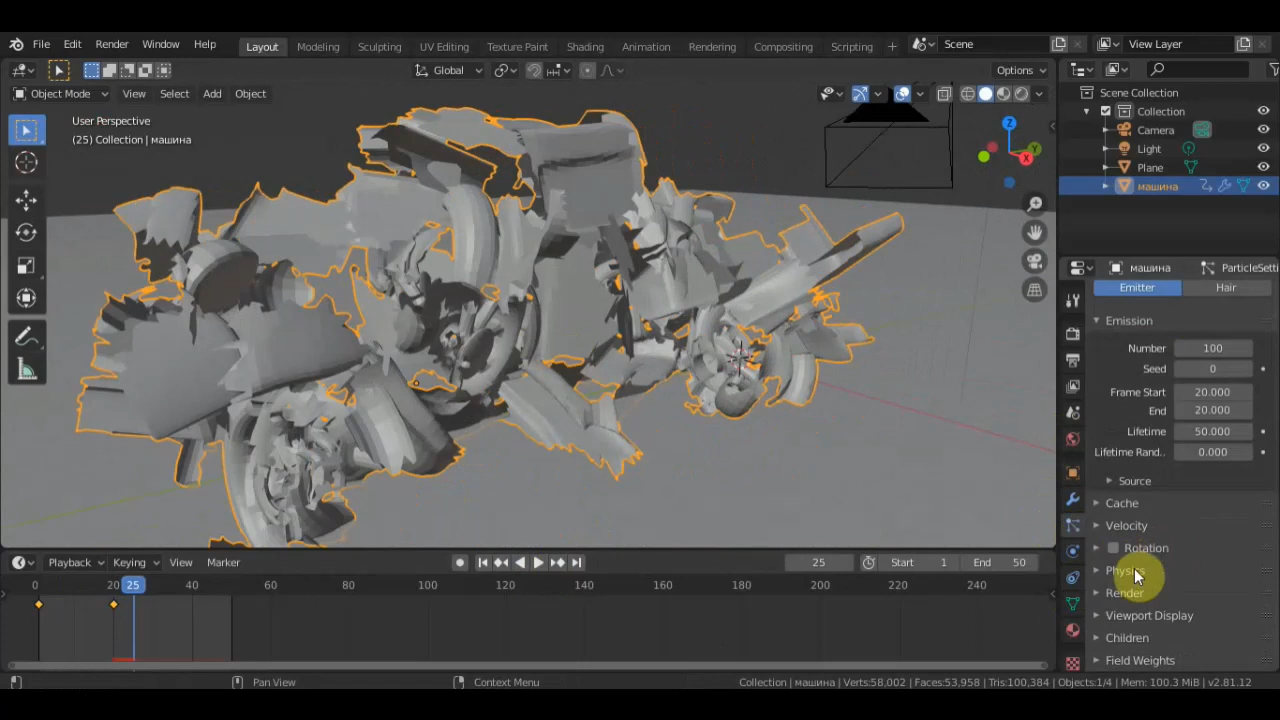 File Edit Render Window Help Layout Modeling Sculpting UV Editing Texture Paint Shading Animation Rendering Compositing Scripting Scene View Layer
Global Options
Object Mode View Select Add Object
Scene Collection
User Perspective
(25) Collection | машина
Collection
Camera
Light
Plane
машина
Z
Y
X
машина ParticleSetti
Emitter Hair
Emission
Number 100
Seed 0
Frame Start 20.000
End 20.000
Lifetime 50.000
Lifetime Rand.. 0.000
Source
Cache
Velocity
Rotation
Physics
Render
Viewport Display
Children
Field Weights
Playback Keying View Marker 25 Start 1 End 50
0 20 25 40 60 80 100 120 140 160 180 200 220 240
Pan View Context Menu Collection | машина | Verts:58,002 | Faces:53,958 | Tris:100,384 | Objects:1/4 | Mem: 100.3 MiB | v2.81.12